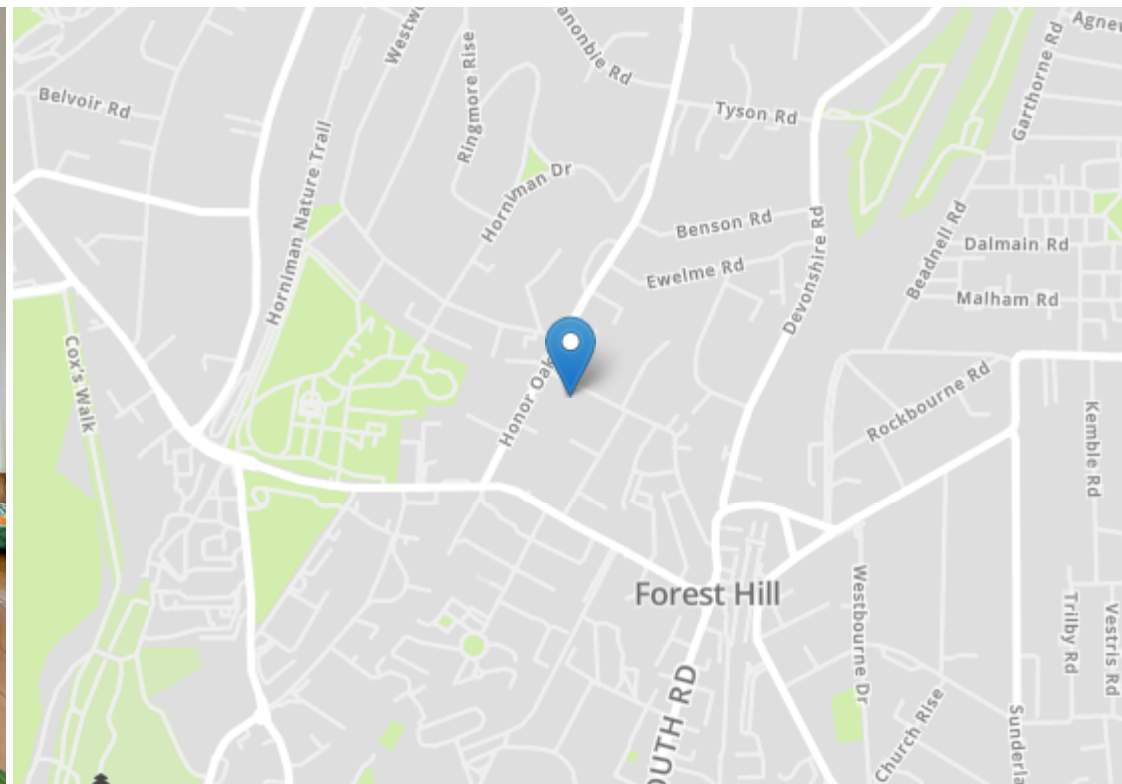 Westw
anonbie Rd
Agnew
Belvoir Rd
Ringmore Rise
Tyson Rd
Garthorne Rd
Horniman Nature Trail
Horniman Dr
Benson Rd
Ewelme Rd
Devonshire Rd
Beadnell Rd
Dalmain Rd
Malham Rd
Cox's Walk
Honor Oak
Rockbourne Rd
Kemble Rd
Forest Hill
Westbourne Dr
Trilby Rd
Vestris Rd
OUTH RD
Church Rise
Sunderla